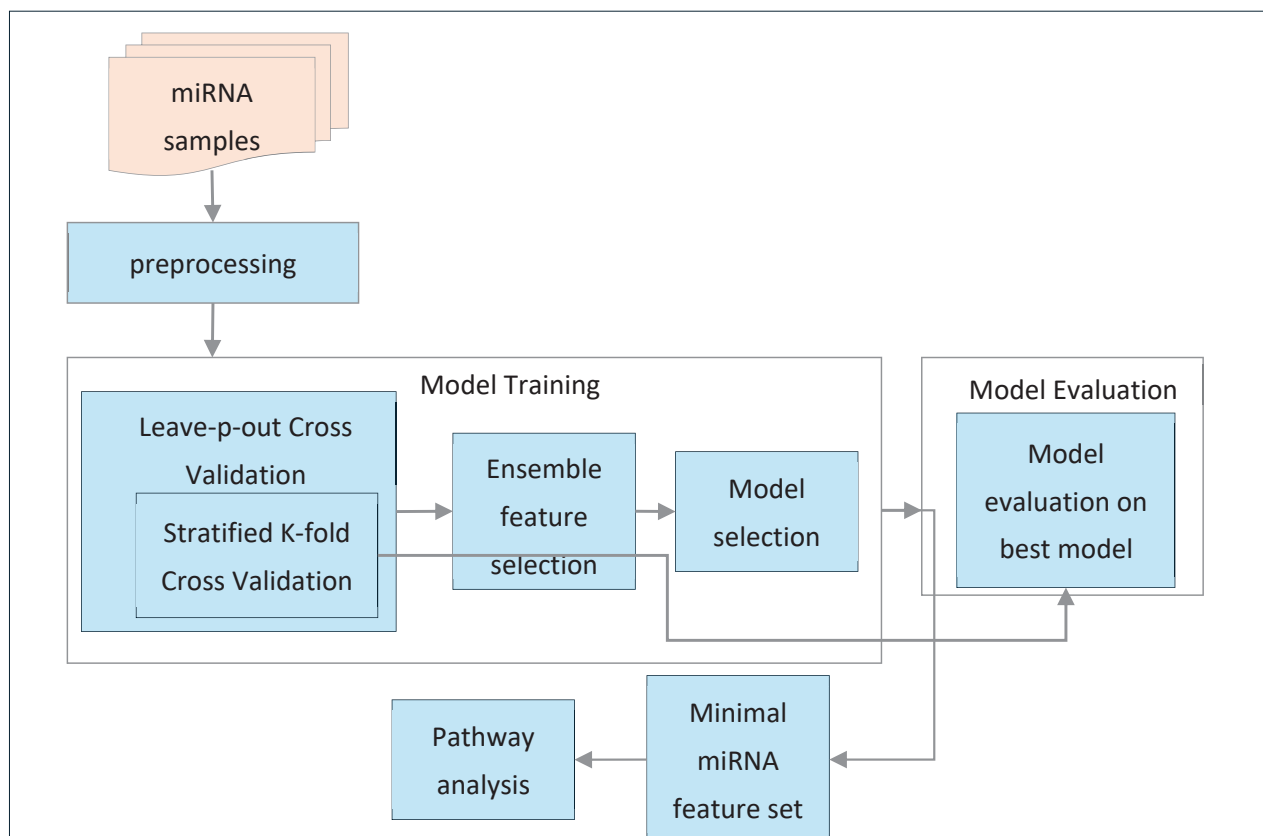 miRNA
samples
preprocessing
Model Training
Leave-p-out Cross
Validation
Stratified K-fold
Cross Validation
Ensemble
feature
selection
Model
selection
Model Evaluation
Model
evaluation on
best model
Pathway
analysis
Minimal
miRNA
feature set